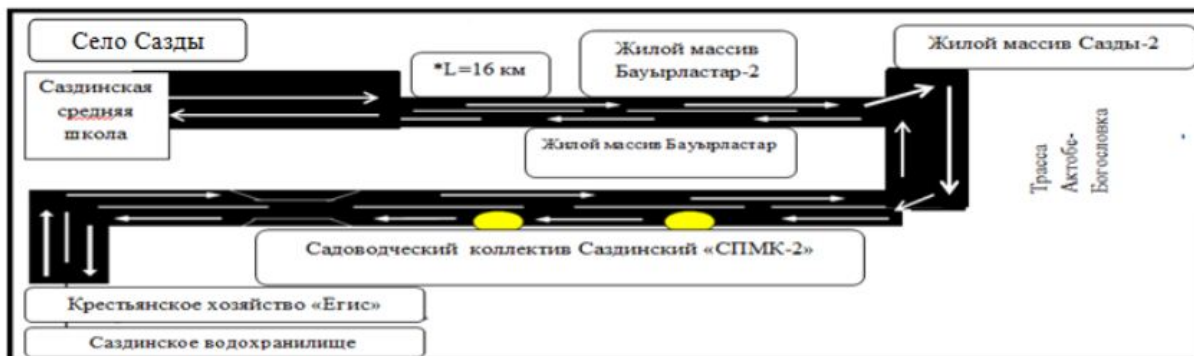 Село Сазды
Саздинская
средняя
школа
*L=16 км
Жилой массив
Бауырластар-2
Жилой массив Сазды-2
Жилой массив Бауырластар
Трасса
Актобе-
Богословка
Садоводческий коллектив Саздинский «СПМК-2»
Крестьянское хозяйство «Егис»
Саздинское водохранилище